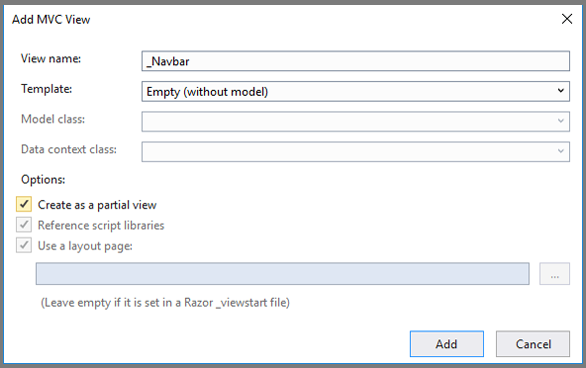 Add MVC View
View name: _Navbar
Template: Empty (without model)
Model class:
Data context class:
Options:
Create as a partial view
Reference script libraries
Use a layout page:
...
(Leave empty if it is set in a Razor _viewstart file)
Add Cancel